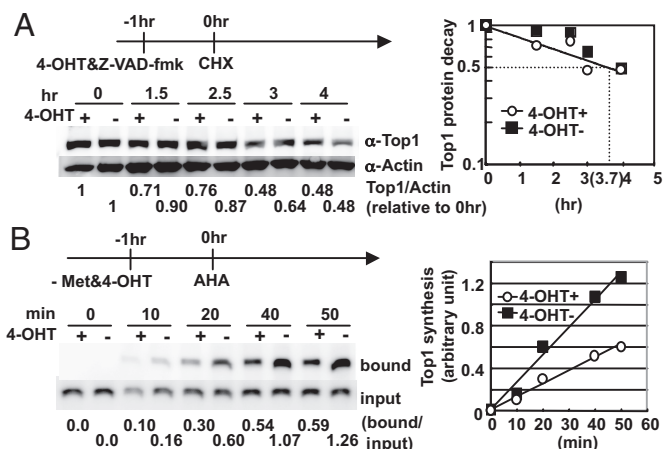 A
-1hr 0hr
4-OHT&Z-VAD-fmk CHX
hr 0 1.5 2.5 3 4
4-OHT + - + - + - + - + -
α-Top1
α-Actin
1 0.71 0.76 0.48 0.48 Top1/Actin
1 0.90 0.87 0.64 0.48 (relative to 0hr)
Top1 protein decay
1
0.5
0.1
4-OHT+
4-OHT-
0 1 2 3(3.7)4 5
(hr)
B
-1hr 0hr
- Met&4-OHT AHA
min 0 10 20 40 50
4-OHT + - + - + - + - + -
bound
input
0.0 0.10 0.30 0.54 0.59 (bound/
0.0 0.16 0.60 1.07 1.26 input)
Top1 synthesis
(arbitrary unit)
1.2
0.8
0.4
0
4-OHT+
4-OHT-
0 10 20 30 40 50 60
(min)